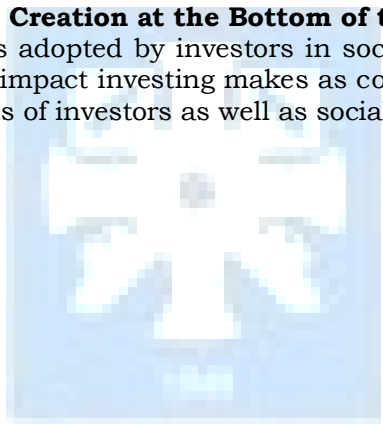 Creation at the Bottom of t
s adopted by investors in soc
impact investing makes as co
s of investors as well as social